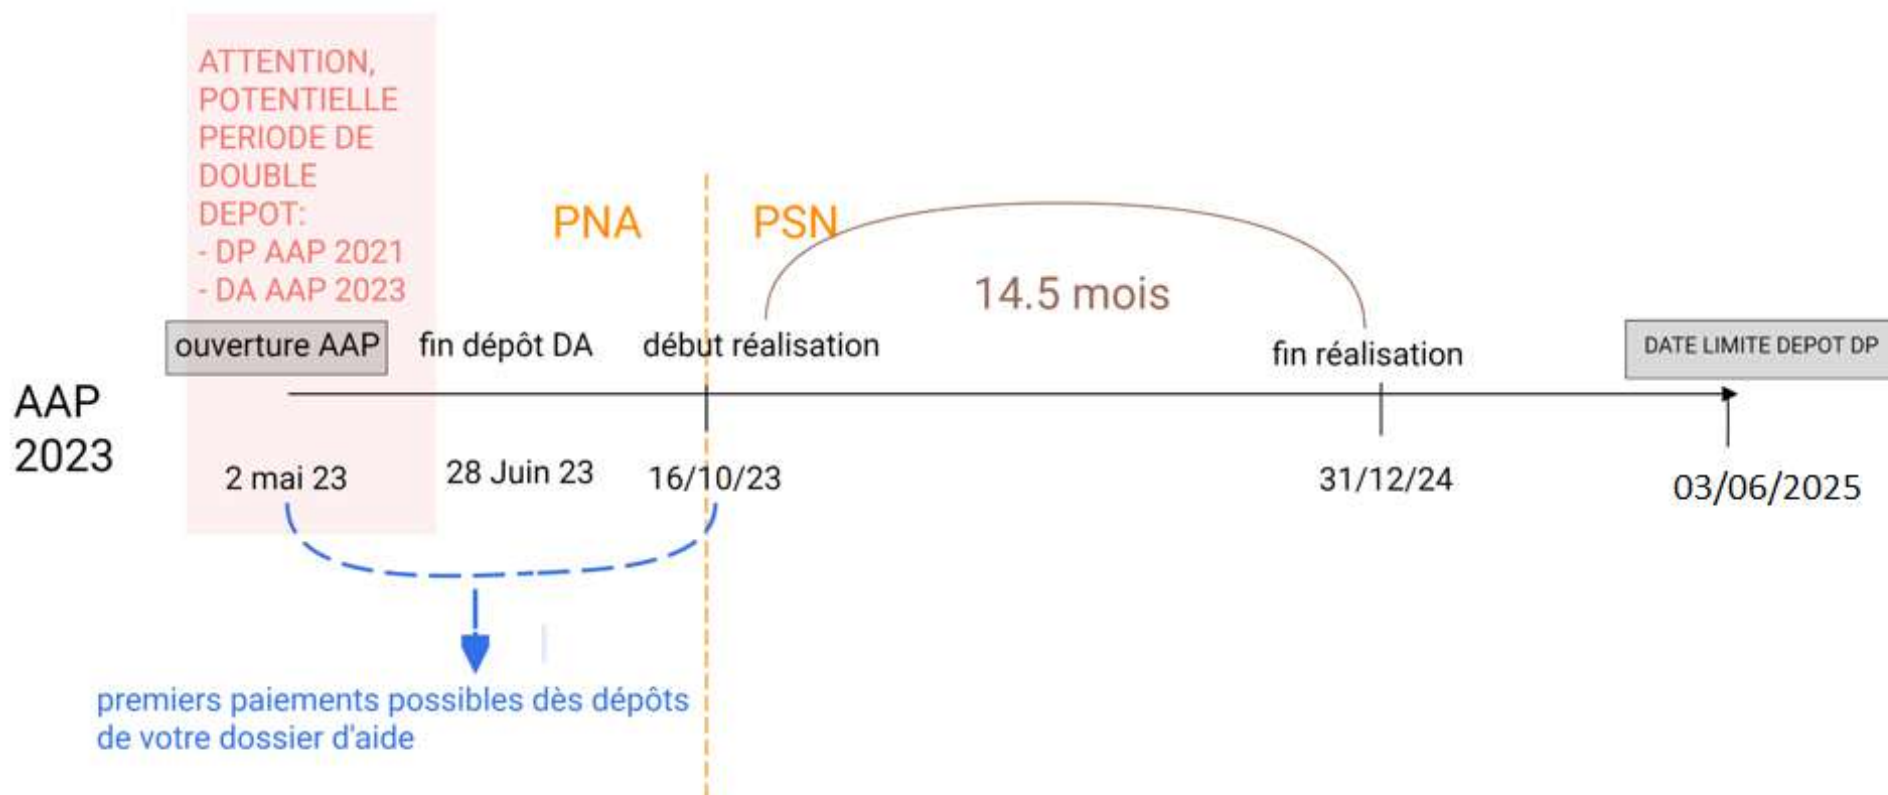 ATTENTION,
POTENTIELLE
PERIODE DE
DOUBLE
DEPOT:
- DP AAP 2021
- DA AAP 2023
PNA
PSN
14.5 mois
ouverture AAP
fin dépôt DA
début réalisation
fin réalisation
DATE LIMITE DEPOT DP
AAP
2023
2 mai 23
28 Juin 23
16/10/23
31/12/24
03/06/2025
premiers paiements possibles dès dépôts
de votre dossier d'aide